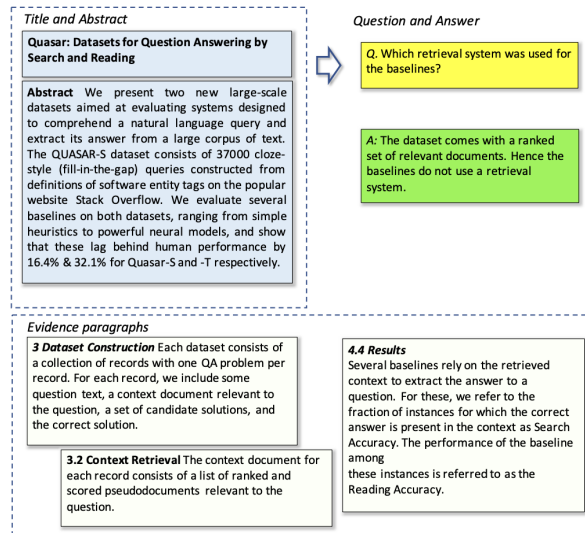 Title and Abstract
Quasar: Datasets for Question Answering by
Search and Reading
Abstract We present two new large-scale
datasets aimed at evaluating systems designed
to comprehend a natural language query and
extract its answer from a large corpus of text.
The QUASAR-S dataset consists of 37000 cloze-
style (fill-in-the-gap) queries constructed from
definitions of software entity tags on the popular
website Stack Overflow. We evaluate several
baselines on both datasets, ranging from simple
heuristics to powerful neural models, and show
that these lag behind human performance by
16.4% & 32.1% for Quasar-S and -T respectively.
Question and Answer
Q. Which retrieval system was used for
the baselines?
A: The dataset comes with a ranked
set of relevant documents. Hence the
baselines do not use a retrieval
system.
Evidence paragraphs
3 Dataset Construction Each dataset consists of
a collection of records with one QA problem per
record. For each record, we include some
question text, a context document relevant to
the question, a set of candidate solutions, and
the correct solution.
3.2 Context Retrieval The context document for
each record consists of a list of ranked and
scored pseudodocuments relevant to the
question.
4.4 Results
Several baselines rely on the retrieved
context to extract the answer to a
question. For these, we refer to the
fraction of instances for which the correct
answer is present in the context as Search
Accuracy. The performance of the baseline
among
these instances is referred to as the
Reading Accuracy.